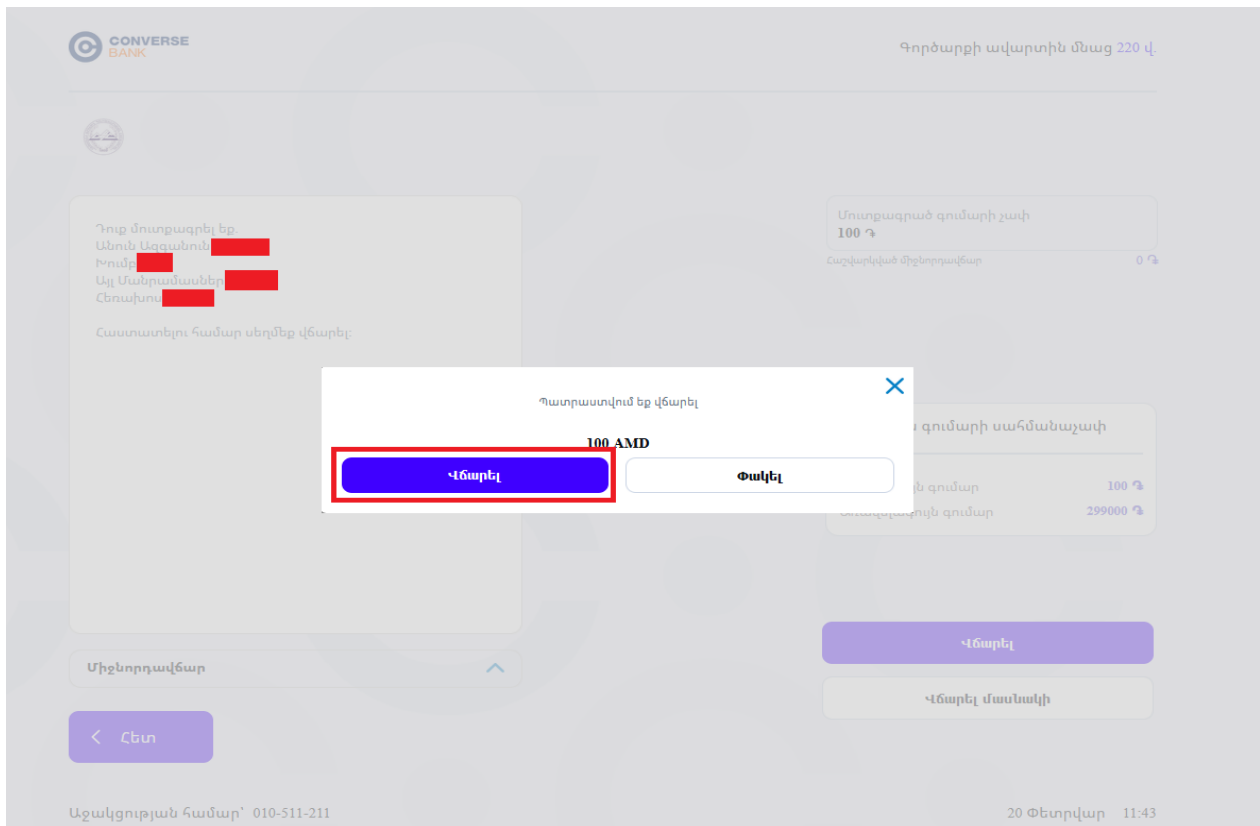 CONVERSE
BANK
Գործարքի ավարտին մնաց 220 վ.
Դուք մուտքագրել եք.
Անուն Ազգանուն
Խումբ
Այլ Մանրամասներ
Հեռախոս
Հաստատելու համար սեղմեք վճարել:
Մուտքագրած գումարի չափ
100 ֏
Հաշվարկված միջնորդավճար 0 ֏
Պատրաստվում եք վճարել
100 AMD
Վճարել
Փակել
գումարի սահմանաչափ
գումար 100 ֏
գումար 299000 ֏
Վճարել
Վճարել մասնակի
Միջնորդավճար
Հետ
Աջակցության համար՝ 010-511-211
20 Փետրվար 11:43